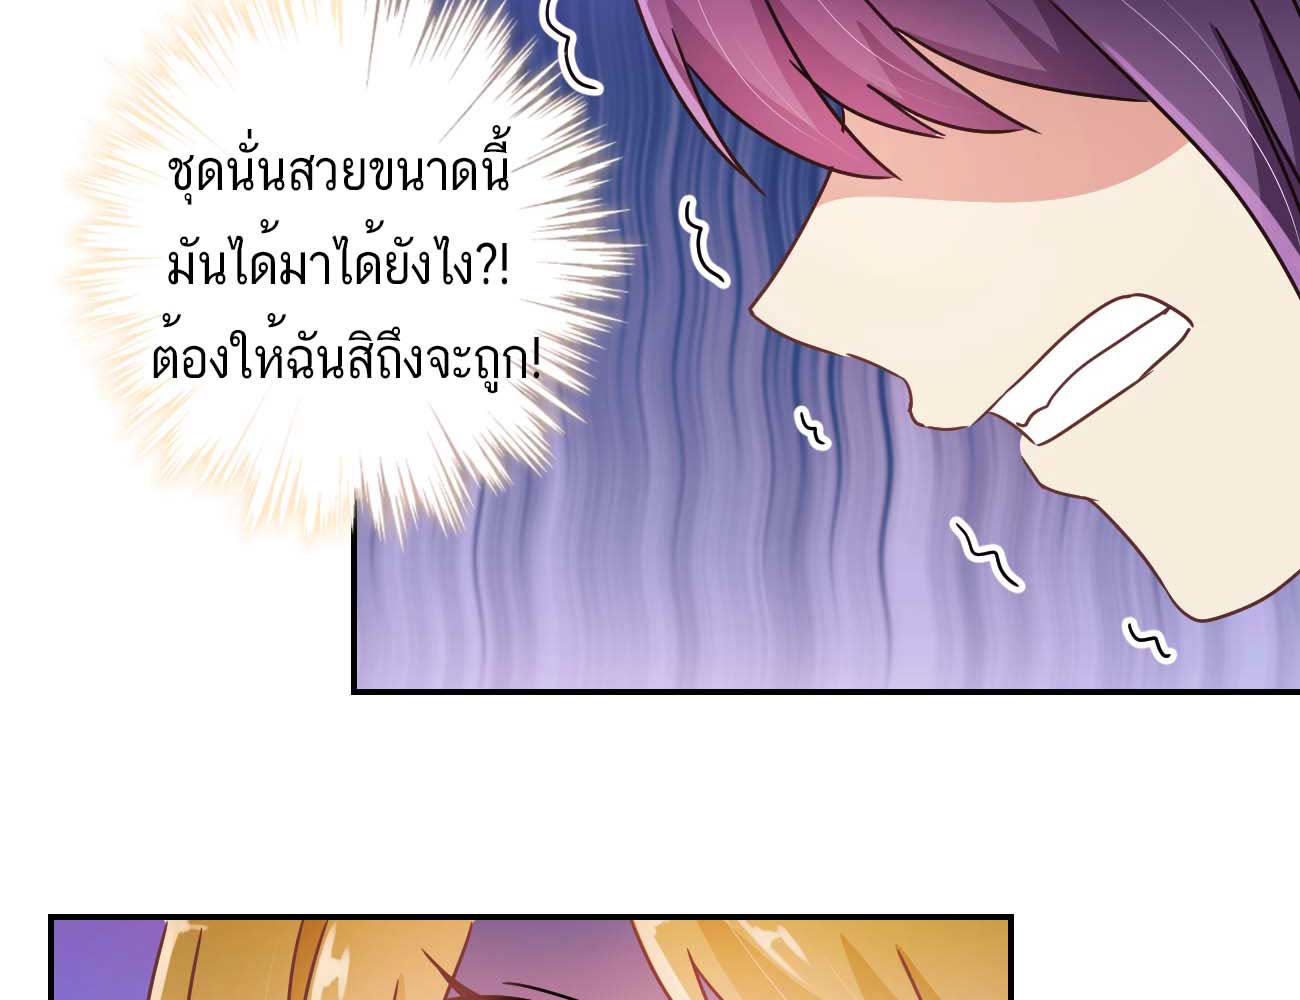 ชุดนั่นสวยขนาดนี้
มันได้มาได้ยังไง?!
ต้องให้ฉันสิถึงจะถูก!